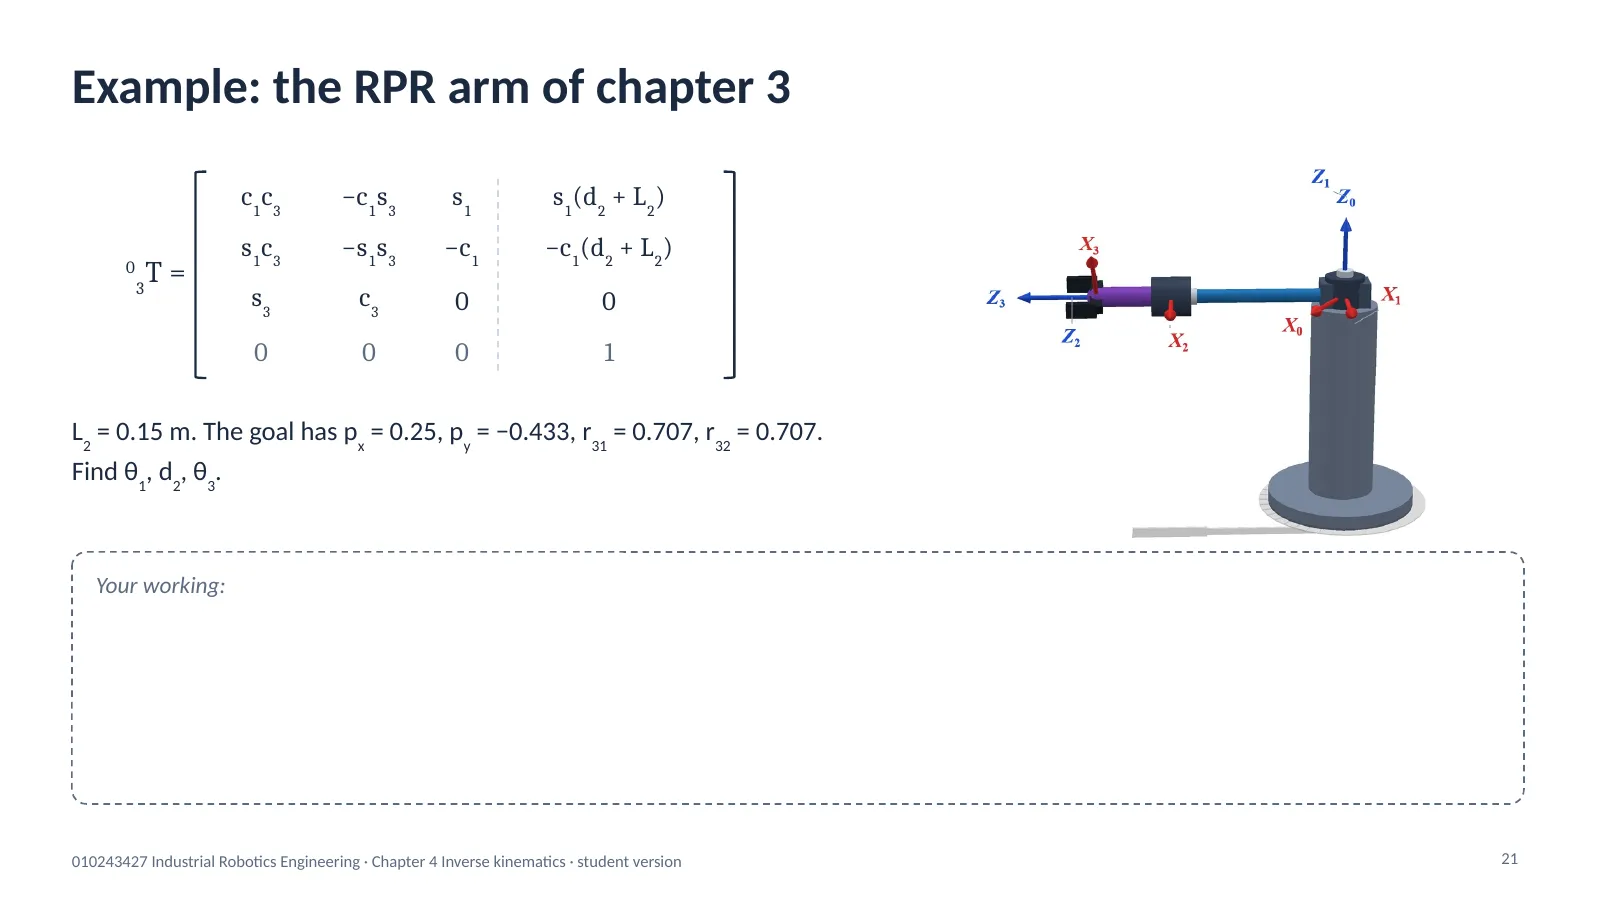 Example: the RPR arm of chapter 3
⁰₃T =
c₁c₃ −c₁s₃ s₁ s₁(d₂ + L₂)
s₁c₃ −s₁s₃ −c₁ −c₁(d₂ + L₂)
s₃ c₃ 0 0
0 0 0 1
Z₁ Z₀
X₃
Z₃
X₁
X₀
Z₂
X₂
L₂ = 0.15 m. The goal has pₓ = 0.25, p_y = −0.433, r₃₁ = 0.707, r₃₂ = 0.707.
Find θ₁, d₂, θ₃.
Your working:
010243427 Industrial Robotics Engineering · Chapter 4 Inverse kinematics · student version
21